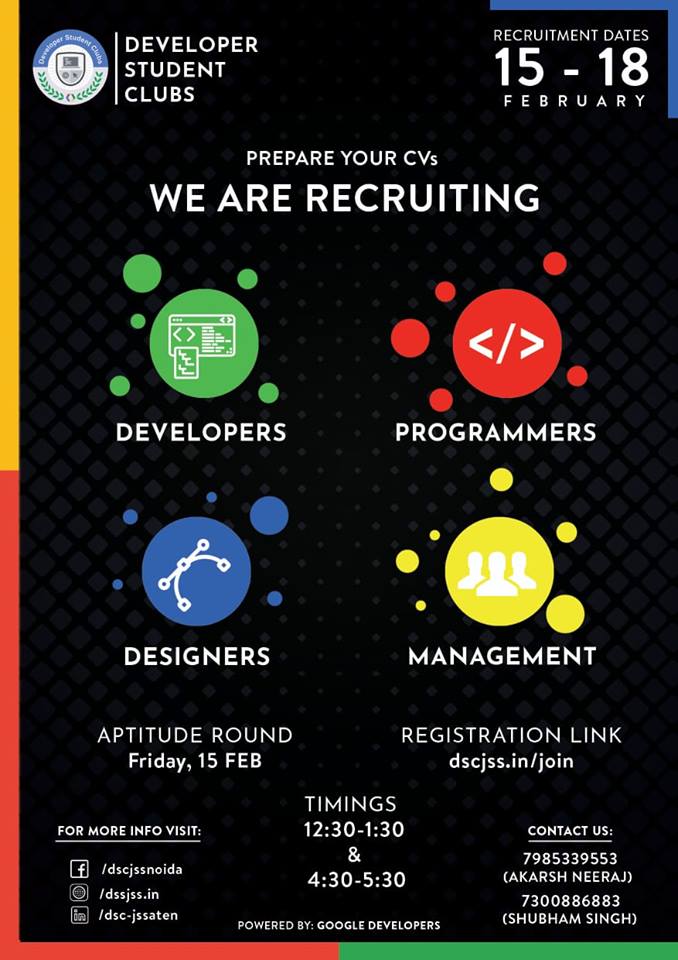 Developer Student Clubs
DEVELOPER
STUDENT
CLUBS
RECRUITMENT DATES
15 - 18
FEBRUARY
PREPARE YOUR CVs
WE ARE RECRUITING
</>
DEVELOPERS
PROGRAMMERS
DESIGNERS
MANAGEMENT
APTITUDE ROUND
Friday, 15 FEB
REGISTRATION LINK
dscjss.in/join
TIMINGS
12:30-1:30
&
4:30-5:30
FOR MORE INFO VISIT:
/dscjssnoida
/dssjss.in
/dsc-jssaten
CONTACT US:
7985339553
(AKARSH NEERAJ)
7300886883
(SHUBHAM SINGH)
POWERED BY: GOOGLE DEVELOPERS